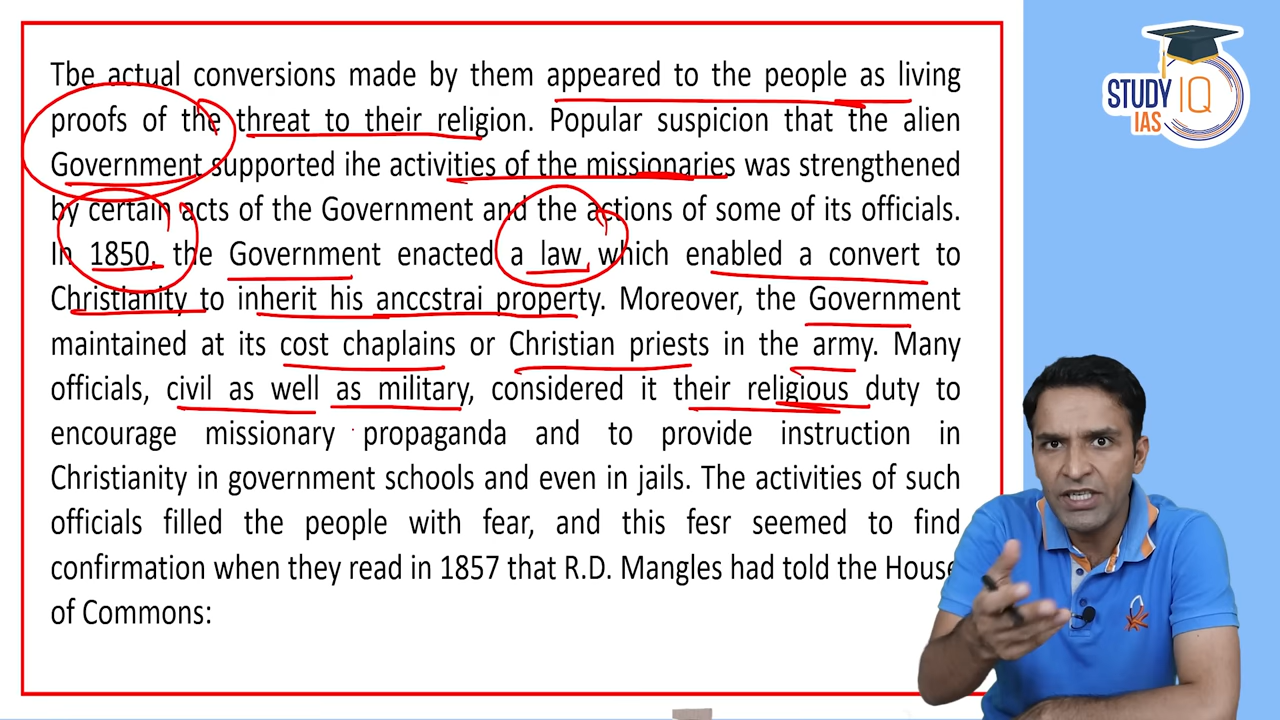 Tbe actual conversions made by them appeared to the people as living
proofs of the threat to their religion. Popular suspicion that the alien
Government supported ihe activities of the missionaries was strengthened
by certain acts of the Government and the actions of some of its officials.
In 1850, the Government enacted a law which enabled a convert to
Christianity to inherit his anccstrai property. Moreover, the Government
maintained at its cost chaplains or Christian priests in the army. Many
officials, civil as well as military, considered it their religious duty to
encourage missionary propaganda and to provide instruction in
Christianity in government schools and even in jails. The activities of such
officials filled the people with fear, and this fesr seemed to find
confirmation when they read in 1857 that R.D. Mangles had told the House
of Commons:
STUDY IQ
IAS